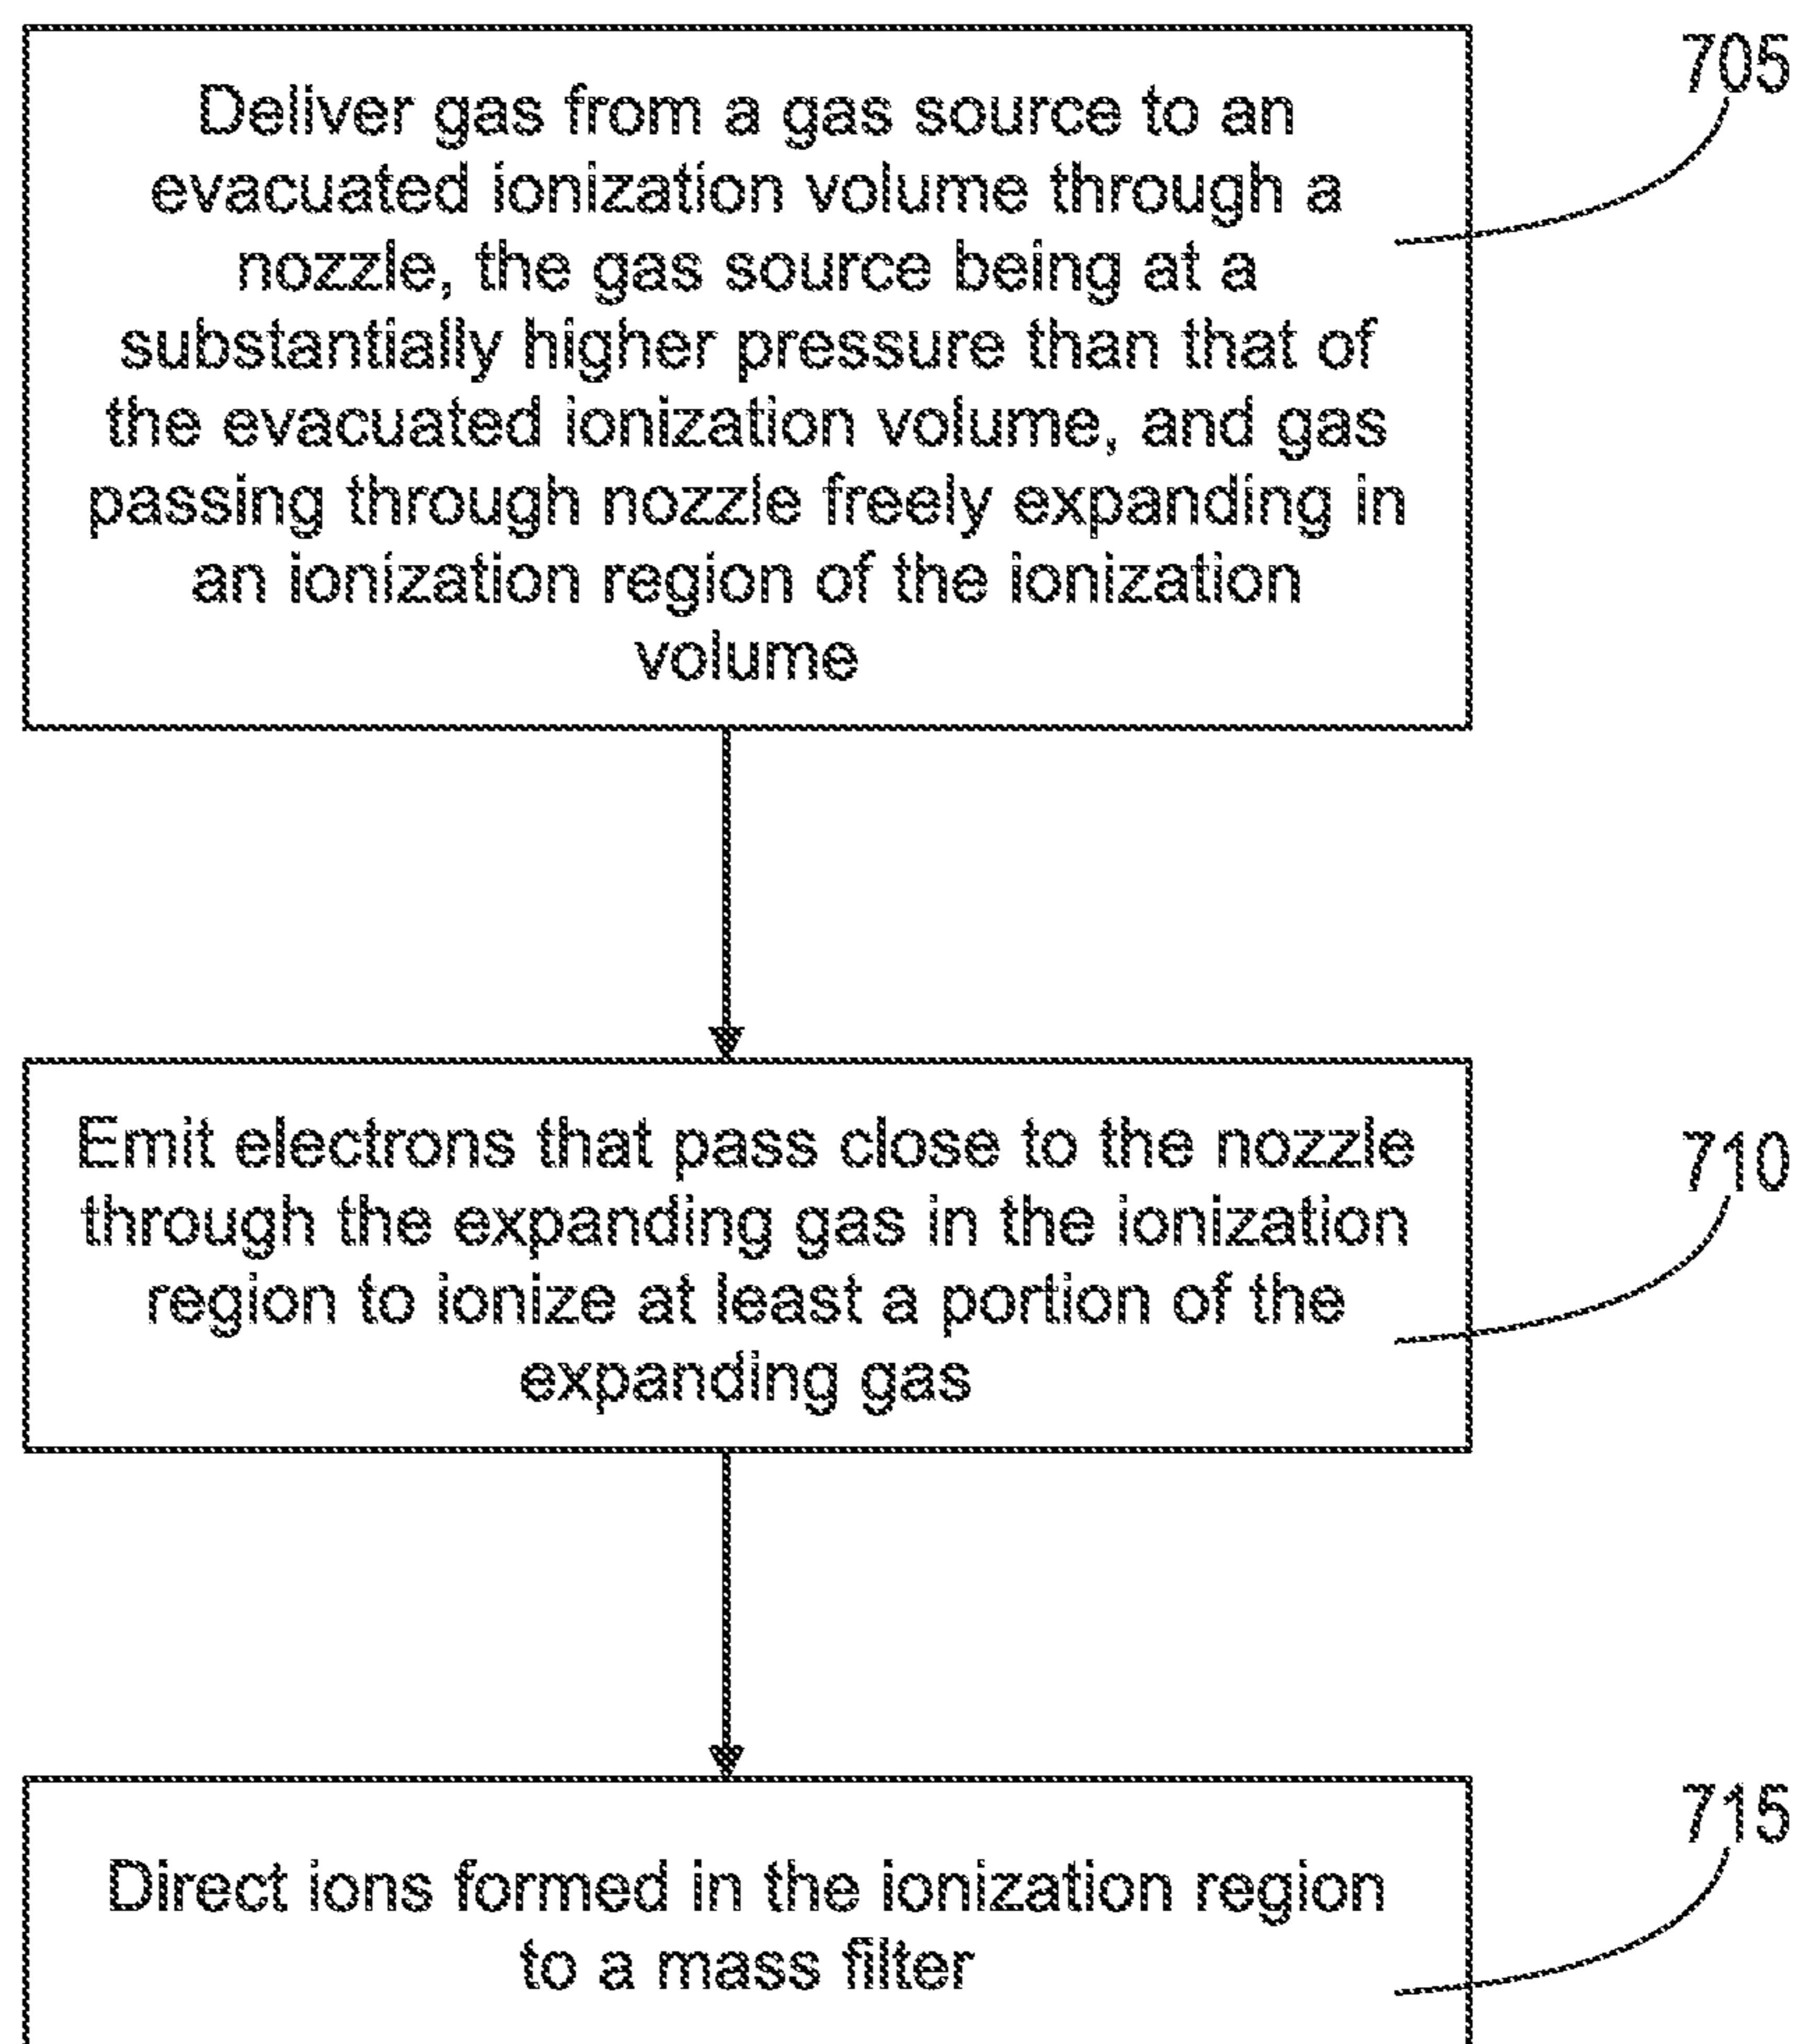 705
Deliver gas from a gas source to an
evacuated ionization volume through a
nozzle, the gas source being at a
substantially higher pressure than that of
the evacuated ionization volume, and gas
passing through nozzle freely expanding in
an ionization region of the ionization
volume
710
Emit electrons that pass close to the nozzle
through the expanding gas in the ionization
region to ionize at least a portion of the
expanding gas
715
Direct ions formed in the ionization region
to a mass filter